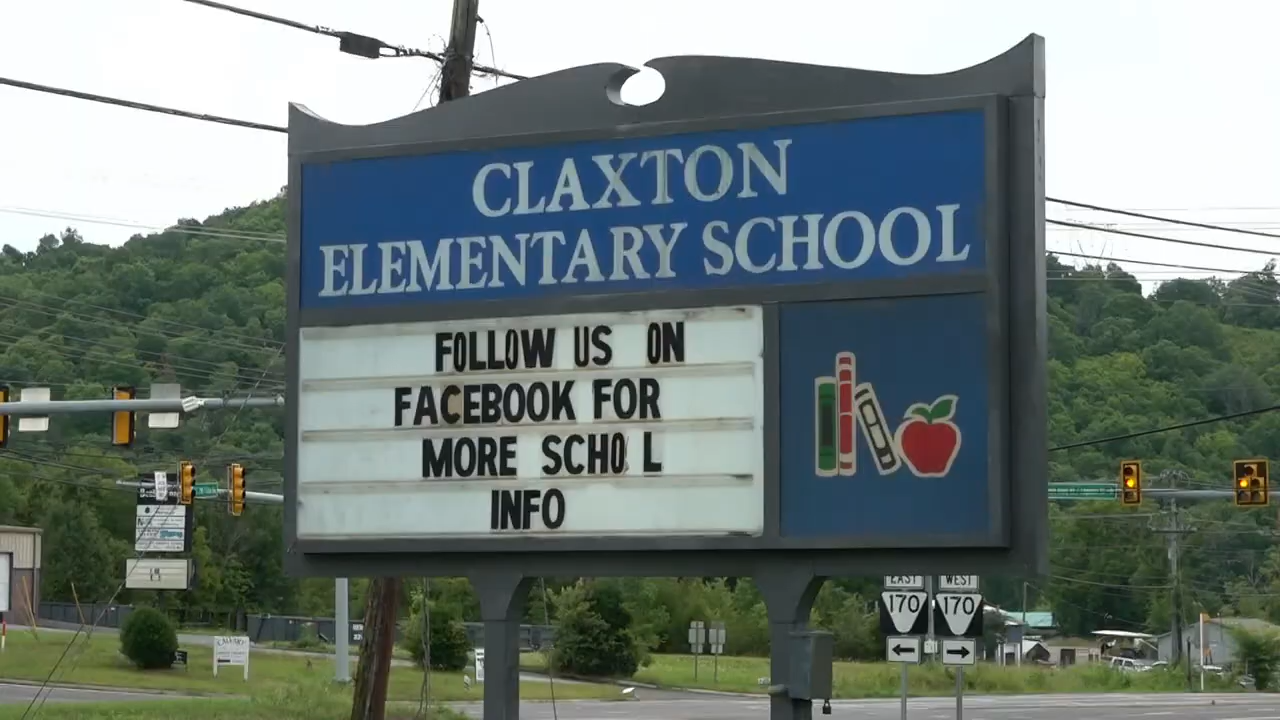 CLAXTON
ELEMENTARY SCHOOL
FOLLOW US ON
FACEBOOK FOR
MORE SCHO L
INFO
EAST
WEST
170
170